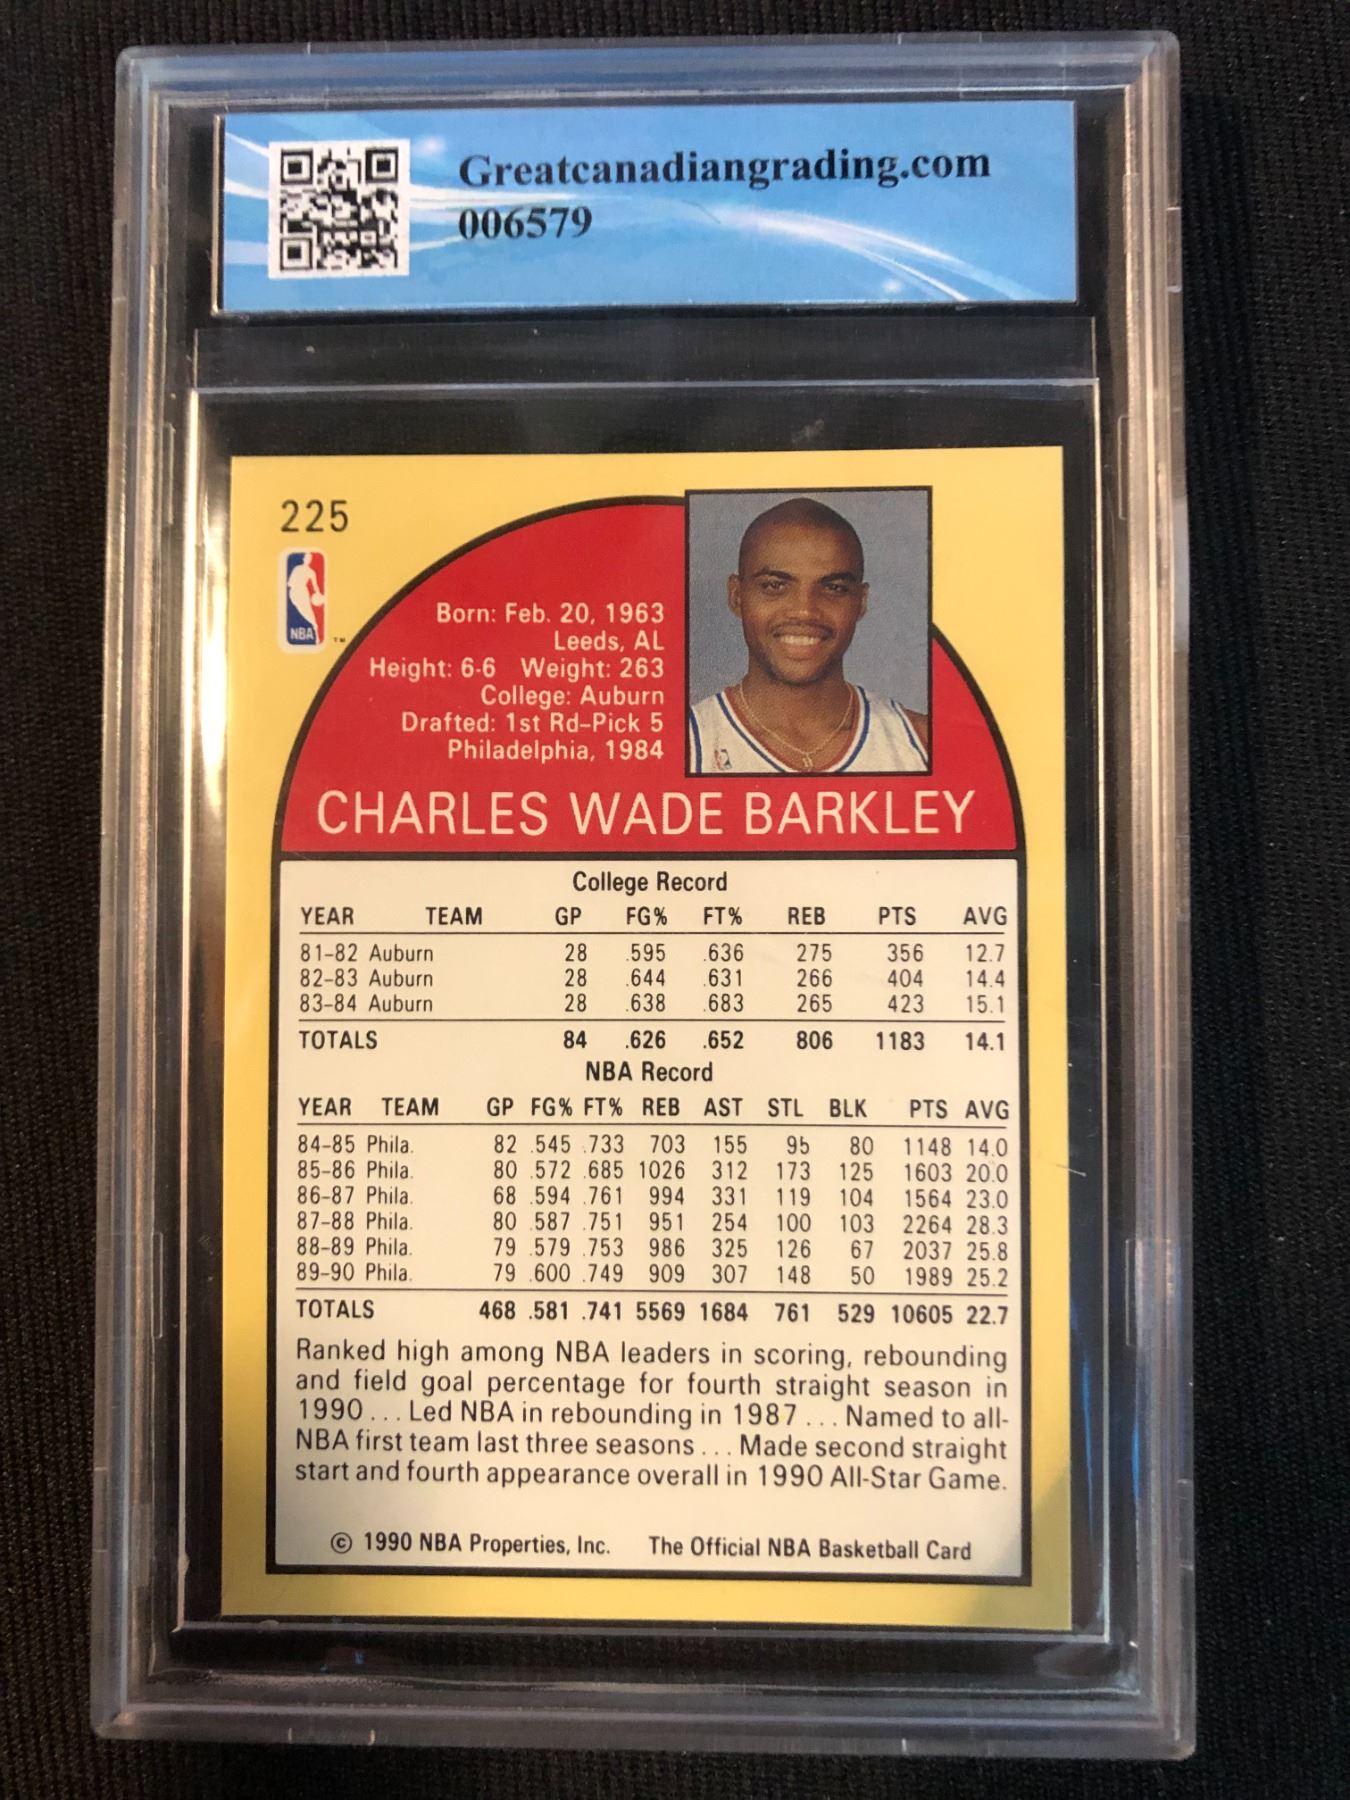 Greatcanadiangrading.com
006579
225
NBA
TM
Born: Feb. 20, 1963
Leeds, AL
Height: 6-6 Weight: 263
College: Auburn
Drafted: 1st Rd-Pick 5
Philadelphia, 1984
CHARLES WADE BARKLEY
College Record
YEAR TEAM GP FG% FT% REB PTS AVG
81-82 Auburn 28 .595 .636 275 356 12.7
82-83 Auburn 28 .644 .631 266 404 14.4
83-84 Auburn 28 .638 .683 265 423 15.1
TOTALS 84 .626 .652 806 1183 14.1
NBA Record
YEAR TEAM GP FG% FT% REB AST STL BLK PTS AVG
84-85 Phila. 82 .545 .733 703 155 95 80 1148 14.0
85-86 Phila. 80 .572 .685 1026 312 173 125 1603 20.0
86-87 Phila. 68 .594 .761 994 331 119 104 1564 23.0
87-88 Phila. 80 .587 .751 951 254 100 103 2264 28.3
88-89 Phila. 79 .579 .753 986 325 126 67 2037 25.8
89-90 Phila. 79 .600 .749 909 307 148 50 1989 25.2
TOTALS 468 .581 .741 5569 1684 761 529 10605 22.7
Ranked high among NBA leaders in scoring, rebounding
and field goal percentage for fourth straight season in
1990 . . . Led NBA in rebounding in 1987 . . . Named to all-
NBA first team last three seasons . . . Made second straight
start and fourth appearance overall in 1990 All-Star Game.
© 1990 NBA Properties, Inc. The Official NBA Basketball Card